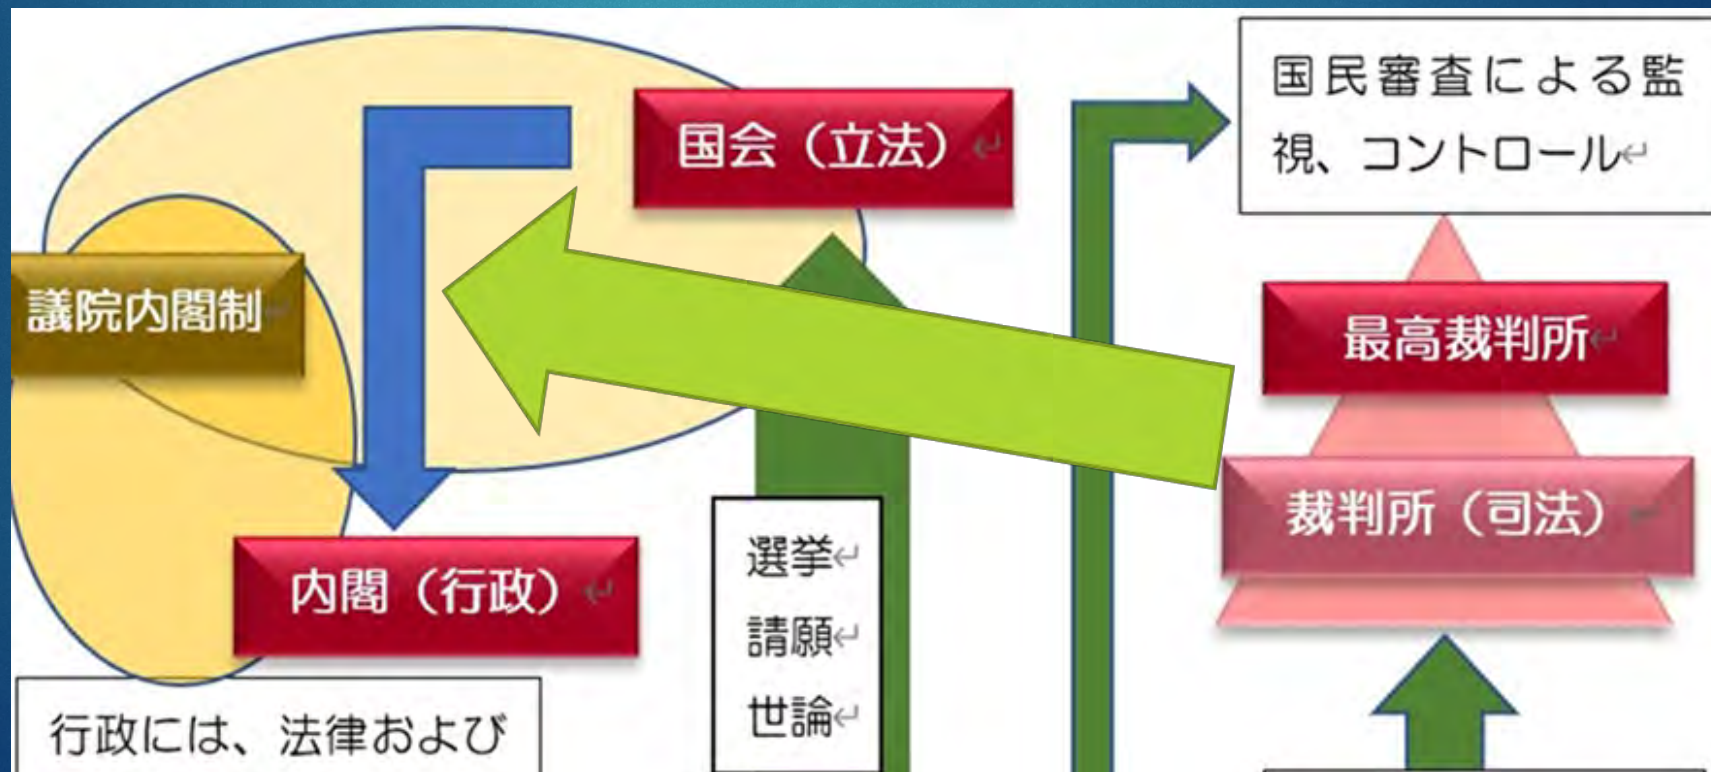 国会（立法）
国民審査による監
視、コントロール
議院内閣制
最高裁判所
裁判所（司法）
内閣（行政）
選挙
請願
世論
行政には、法律および